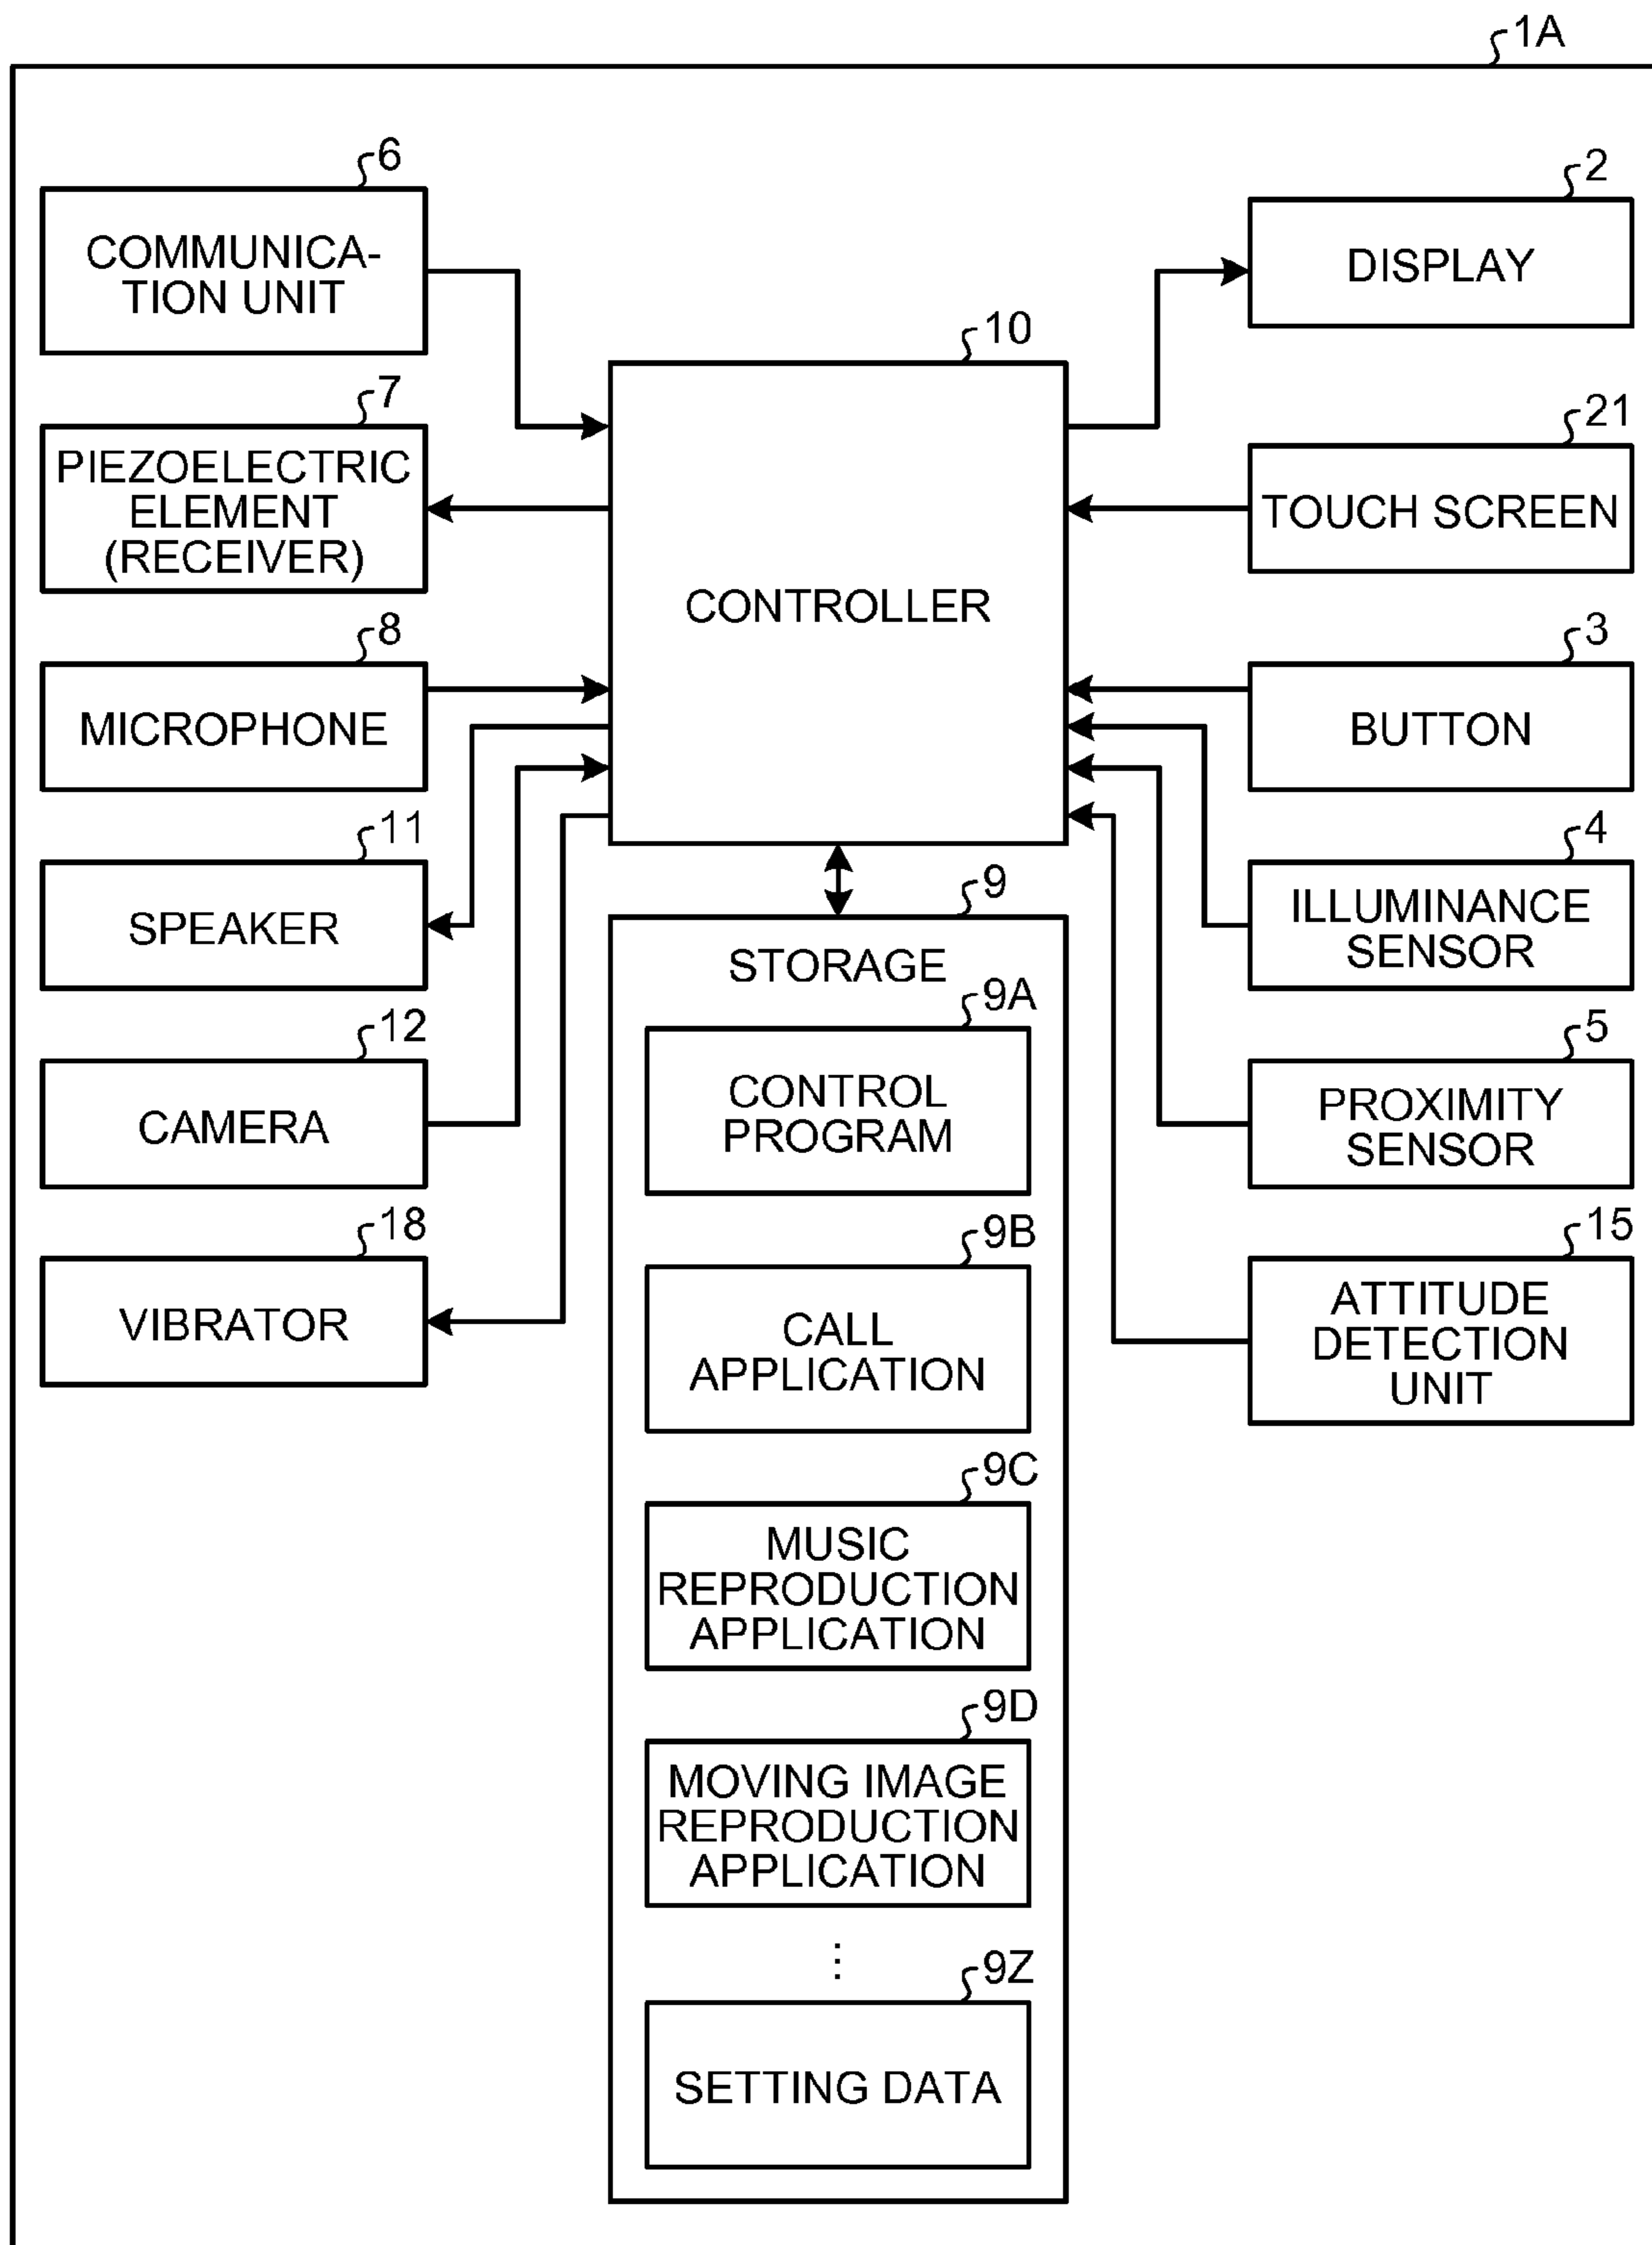 1A
6
COMMUNICA-
TION UNIT
7
PIEZOELECTRIC
ELEMENT
(RECEIVER)
8
MICROPHONE
11
SPEAKER
12
CAMERA
18
VIBRATOR
10
CONTROLLER
9
STORAGE
9A
CONTROL
PROGRAM
9B
CALL
APPLICATION
9C
MUSIC
REPRODUCTION
APPLICATION
9D
MOVING IMAGE
REPRODUCTION
APPLICATION
⋮
9Z
SETTING DATA
2
DISPLAY
21
TOUCH SCREEN
3
BUTTON
4
ILLUMINANCE
SENSOR
5
PROXIMITY
SENSOR
15
ATTITUDE
DETECTION
UNIT